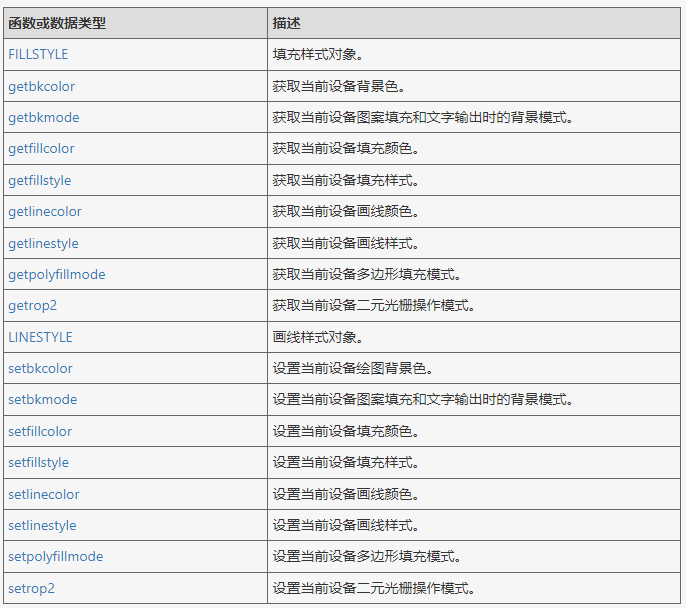 函数或数据类型 描述
FILLSTYLE 填充样式对象。
getbkcolor 获取当前设备背景色。
getbkmode 获取当前设备图案填充和文字输出时的背景模式。
getfillcolor 获取当前设备填充颜色。
getfillstyle 获取当前设备填充样式。
getlinecolor 获取当前设备画线颜色。
getlinestyle 获取当前设备画线样式。
getpolyfillmode 获取当前设备多边形填充模式。
getrop2 获取当前设备二元光栅操作模式。
LINESTYLE 画线样式对象。
setbkcolor 设置当前设备绘图背景色。
setbkmode 设置当前设备图案填充和文字输出时的背景模式。
setfillcolor 设置当前设备填充颜色。
setfillstyle 设置当前设备填充样式。
setlinecolor 设置当前设备画线颜色。
setlinestyle 设置当前设备画线样式。
setpolyfillmode 设置当前设备多边形填充模式。
setrop2 设置当前设备二元光栅操作模式。